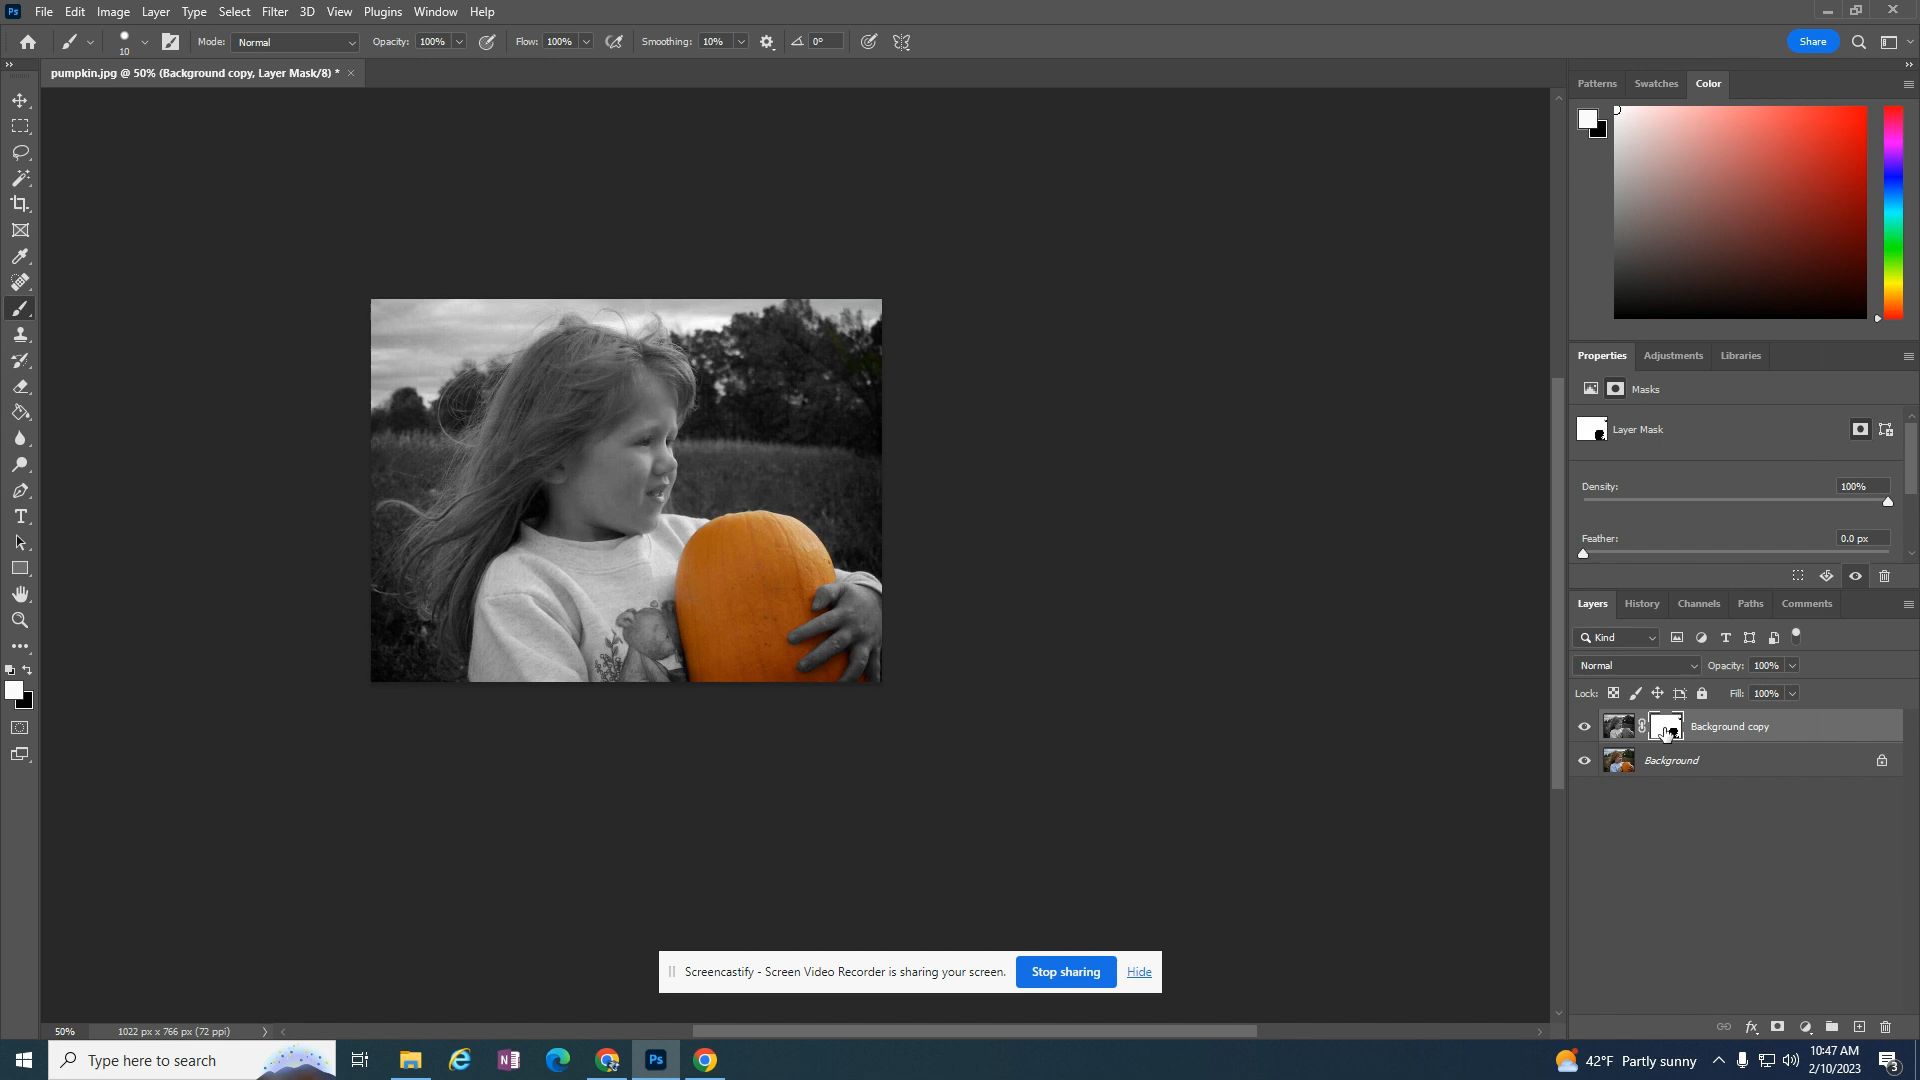 Ps File Edit Image Layer Type Select Filter 3D View Plugins Window Help
10 Mode: Normal Opacity: 100% Flow: 100% Smoothing: 10% 0° Share
pumpkin.jpg @ 50% (Background copy, Layer Mask/8) * ×
Patterns Swatches Color
Properties Adjustments Libraries
Masks
Layer Mask
Density: 100%
Feather: 0.0 px
Layers History Channels Paths Comments
Kind
Normal Opacity: 100%
Lock: Fill: 100%
Background copy
Background
Screencastify - Screen Video Recorder is sharing your screen. Stop sharing Hide
50% 1022 px x 766 px (72 ppi)
Type here to search
Ps
42°F Partly sunny
10:47 AM
2/10/2023
3